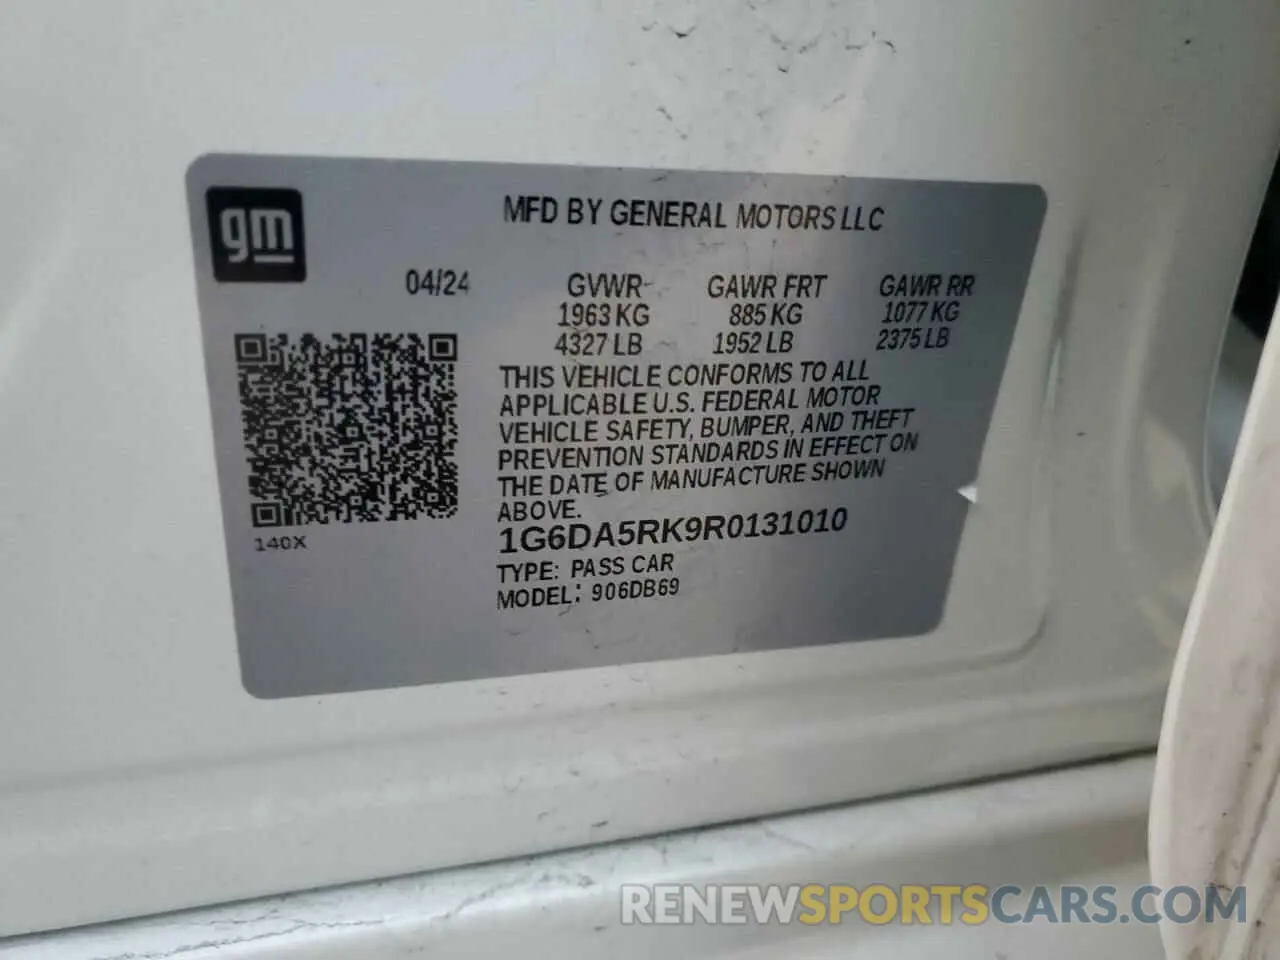 gm
MFD BY GENERAL MOTORS LLC
04/24
GVWR GAWR FRT GAWR RR
1963 KG 885 KG 1077 KG
4327 LB 1952 LB 2375 LB
THIS VEHICLE CONFORMS TO ALL
APPLICABLE U.S. FEDERAL MOTOR
VEHICLE SAFETY, BUMPER, AND THEFT
PREVENTION STANDARDS IN EFFECT ON
THE DATE OF MANUFACTURE SHOWN
ABOVE.
140X
1G6DA5RK9R0131010
TYPE: PASS CAR
MODEL: 906DB69
RENEWSPORTSCARS.COM